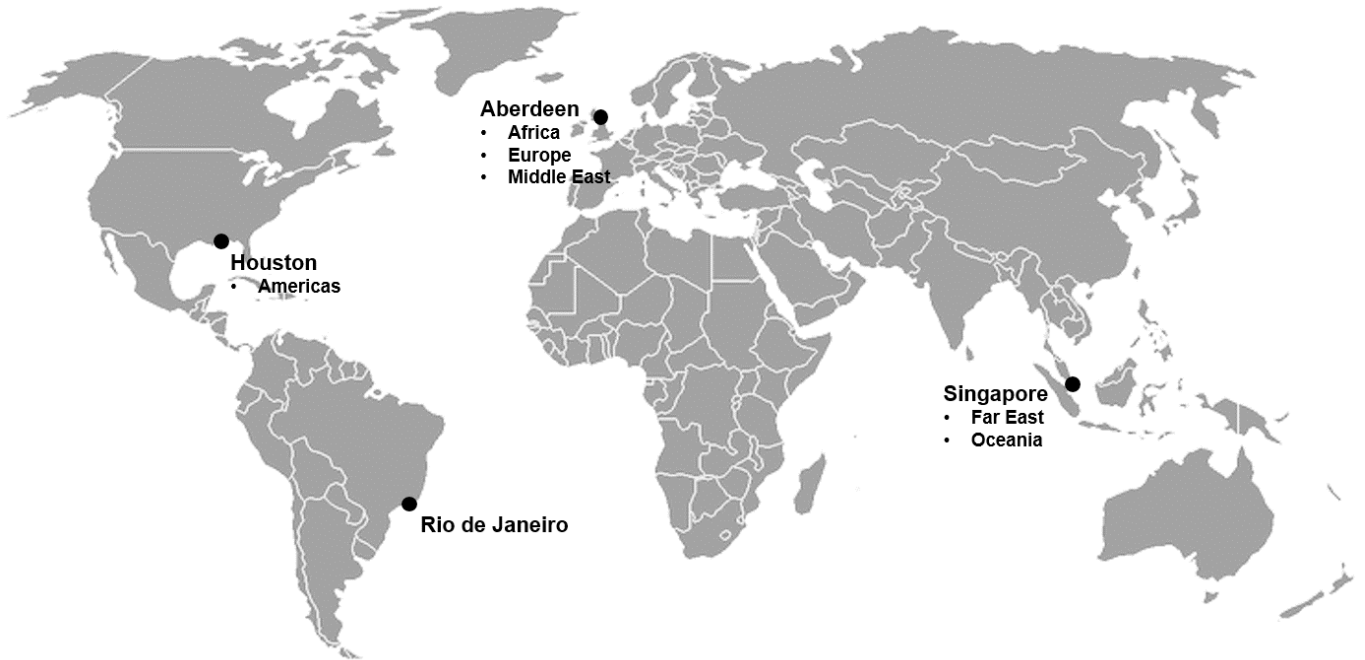 Aberdeen
• Africa
• Europe
• Middle East
Houston
• Americas
Singapore
• Far East
• Oceania
Rio de Janeiro